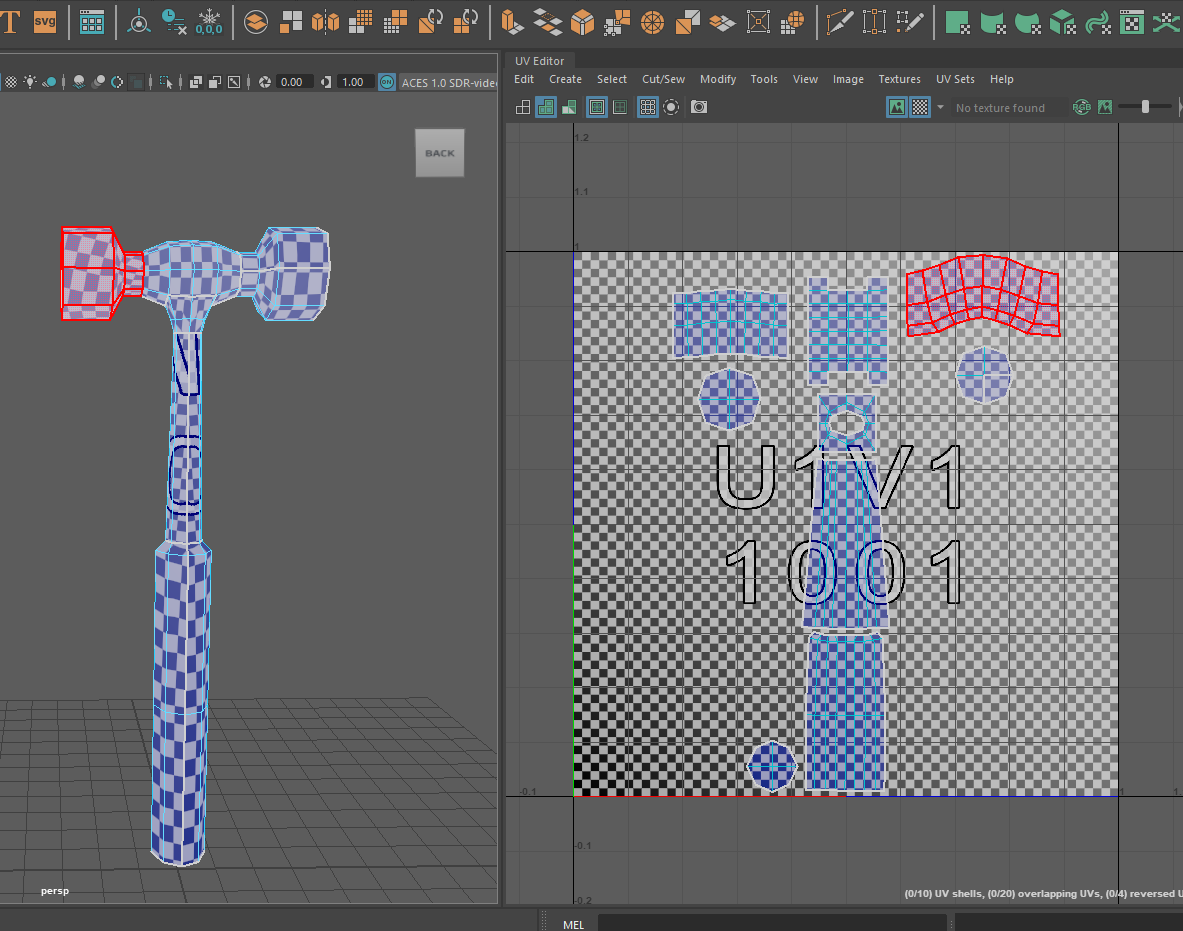 T
svg
0,0,0
UV Editor
Edit Create Select Cut/Sew Modify Tools View Image Textures UV Sets Help
0.00 1.00 ON ACES 1.0 SDR-video
No texture found
RGB
BACK
1.2
1.1
1
U1V1
1001
-0.1
1
1.
-0.1
-0.2
persp
(0/10) UV shells, (0/20) overlapping UVs, (0/4) reversed U
MEL